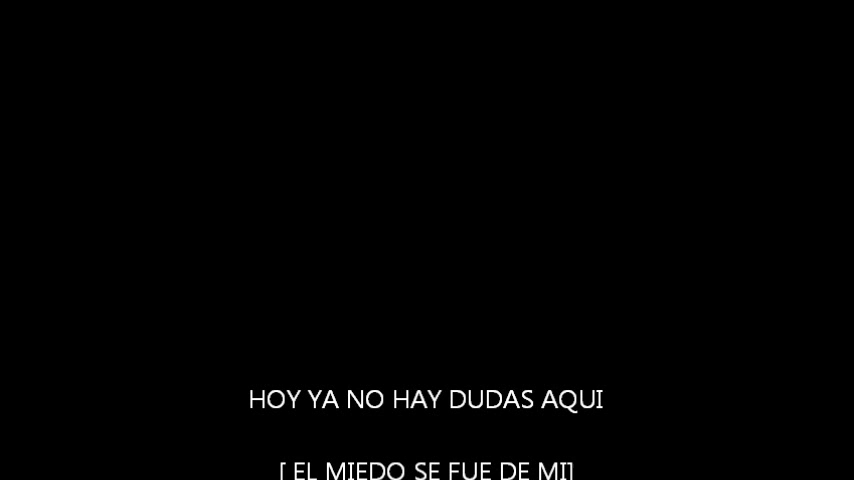 HOY YA NO HAY DUDAS AQUI
[ EL MIEDO SE FUE DE MI]